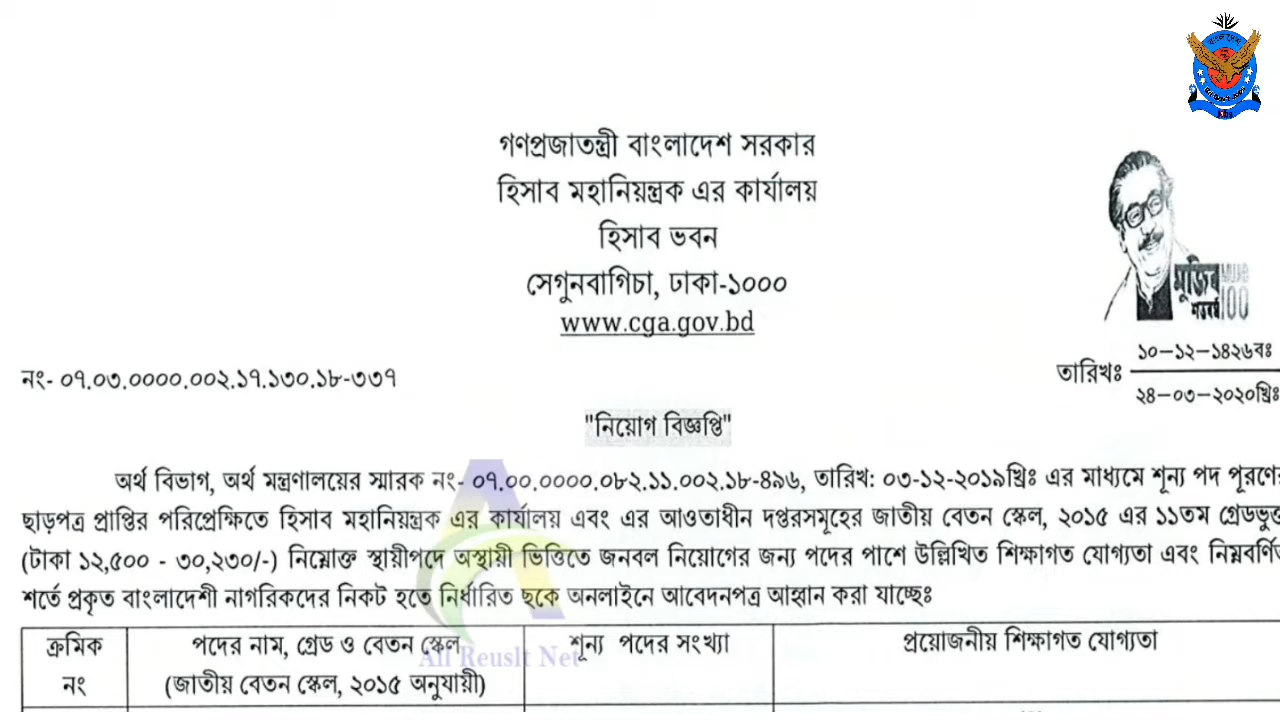 গণপ্রজাতন্ত্রী বাংলাদেশ সরকার
হিসাব মহানিয়ন্ত্রক এর কার্যালয়
হিসাব ভবন
সেগুনবাগিচা, ঢাকা-১০০০
www.cga.gov.bd
মুজিব MUJIB
শতবর্ষ 100
নং- ০৭.০৩.০০০০.০০২.১৭.১৩০.১৮-৩৩৭
তারিখঃ ১০–১২–১৪২৬বঃ
২৪–০৩–২০২০খ্রিঃ
"নিয়োগ বিজ্ঞপ্তি"
অর্থ বিভাগ, অর্থ মন্ত্রণালয়ের স্মারক নং- ০৭.০০.০০০০.০৮২.১১.০০২.১৮-৪৯৬, তারিখ: ০৩-১২-২০১৯খ্রিঃ এর মাধ্যমে শূন্য পদ পূরণের
ছাড়পত্র প্রাপ্তির পরিপ্রেক্ষিতে হিসাব মহানিয়ন্ত্রক এর কার্যালয় এবং এর আওতাধীন দপ্তরসমূহের জাতীয় বেতন স্কেল, ২০১৫ এর ১১তম গ্রেডভুক্ত
(টাকা ১২,৫০০ - ৩০,২৩০/-) নিম্নোক্ত স্থায়ীপদে অস্থায়ী ভিত্তিতে জনবল নিয়োগের জন্য পদের পাশে উল্লিখিত শিক্ষাগত যোগ্যতা এবং নিম্নবর্ণিত
শর্তে প্রকৃত বাংলাদেশী নাগরিকদের নিকট হতে নির্ধারিত ছকে অনলাইনে আবেদনপত্র আহ্বান করা যাচ্ছেঃ
ক্রমিক
নং
পদের নাম, গ্রেড ও বেতন স্কেল
(জাতীয় বেতন স্কেল, ২০১৫ অনুযায়ী)
শূন্য পদের সংখ্যা
প্রয়োজনীয় শিক্ষাগত যোগ্যতা
All Reuslt Net